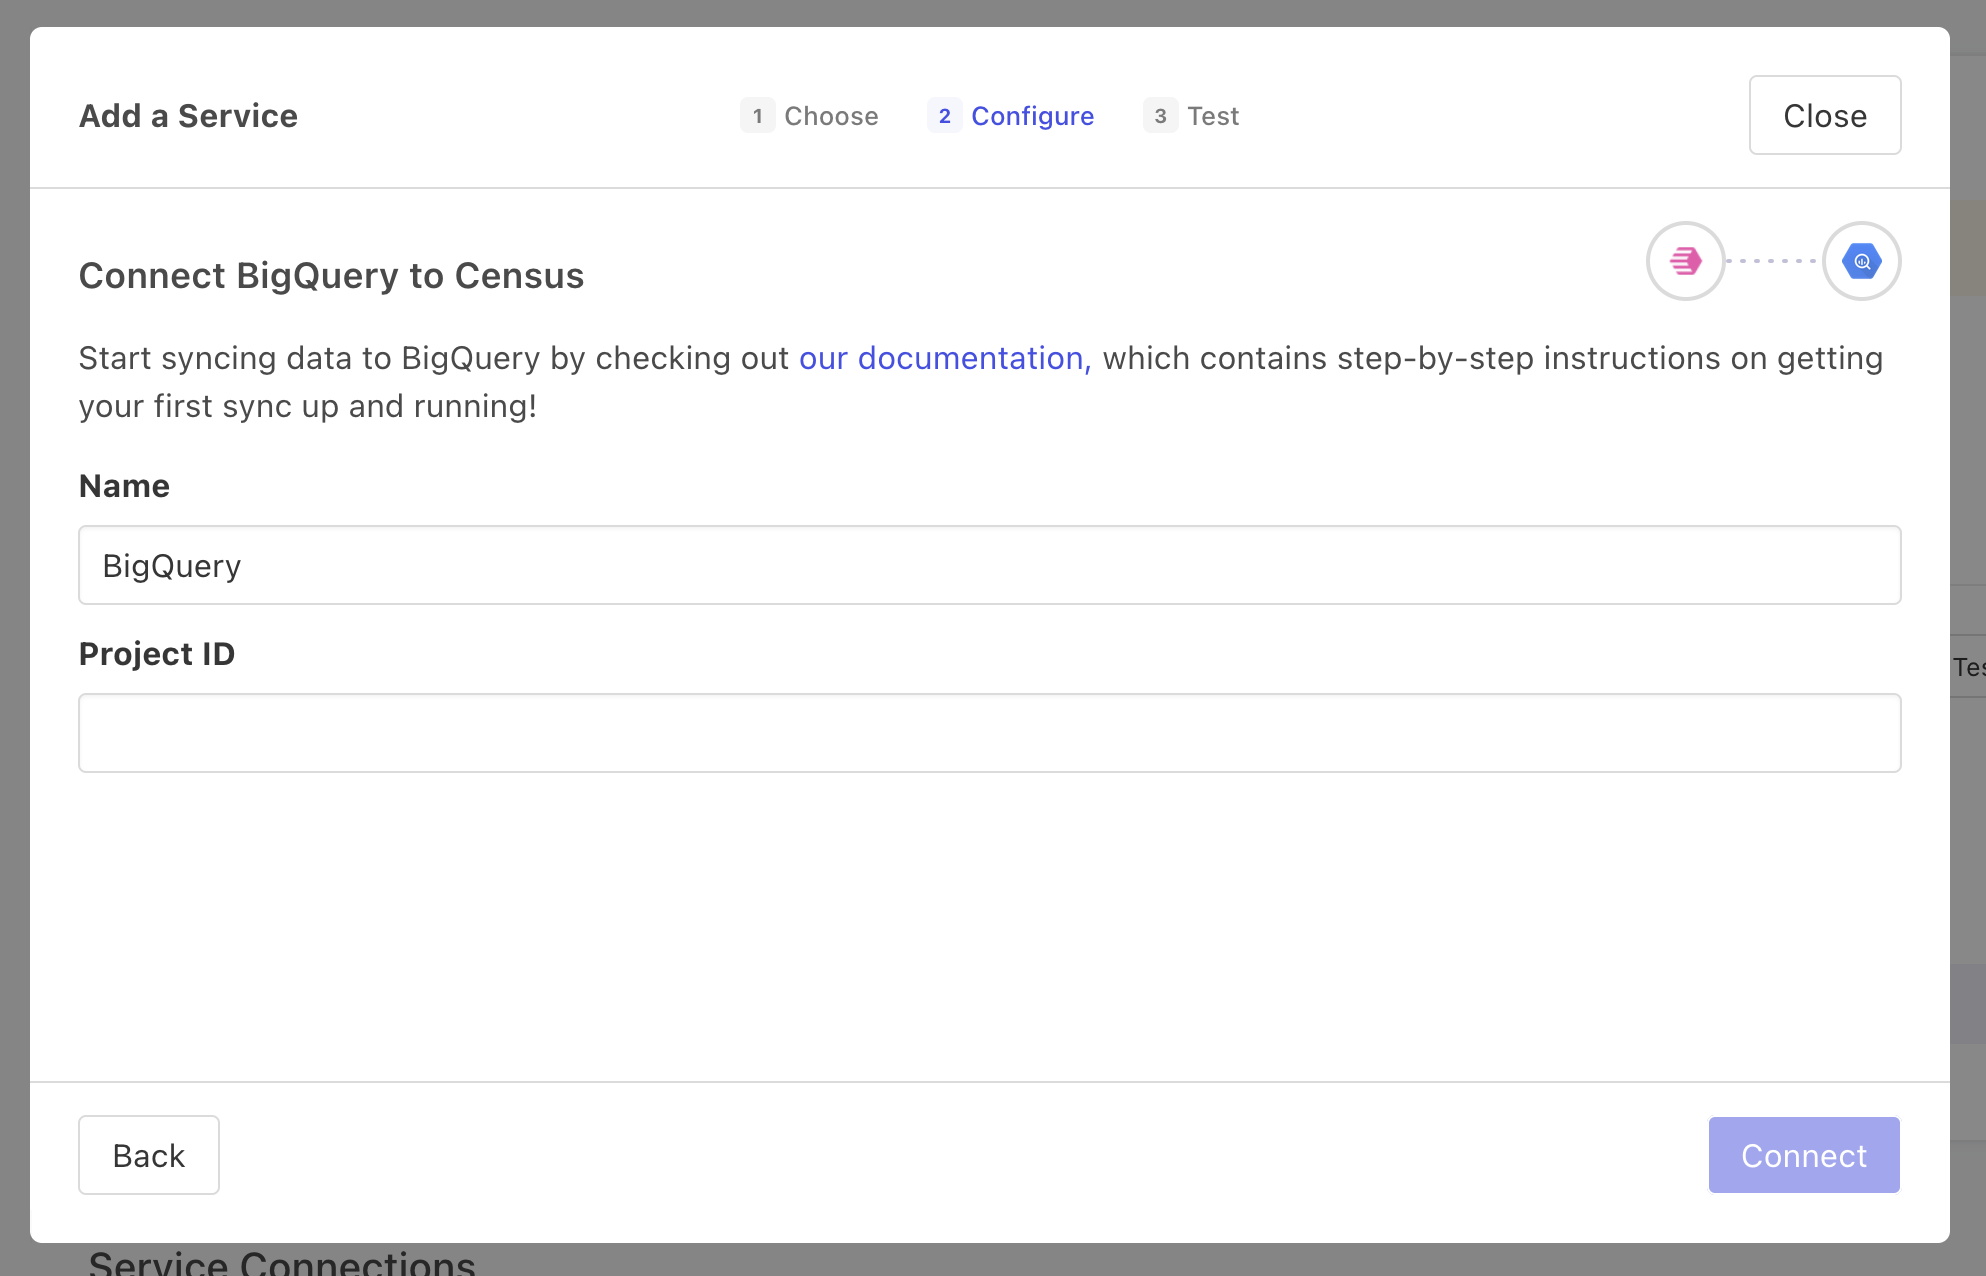 Add a Service
1 Choose
2 Configure
3 Test
Close
Connect BigQuery to Census
Start syncing data to BigQuery by checking out our documentation, which contains step-by-step instructions on getting
your first sync up and running!
Name
BigQuery
Project ID
Back
Connect
Service Connections